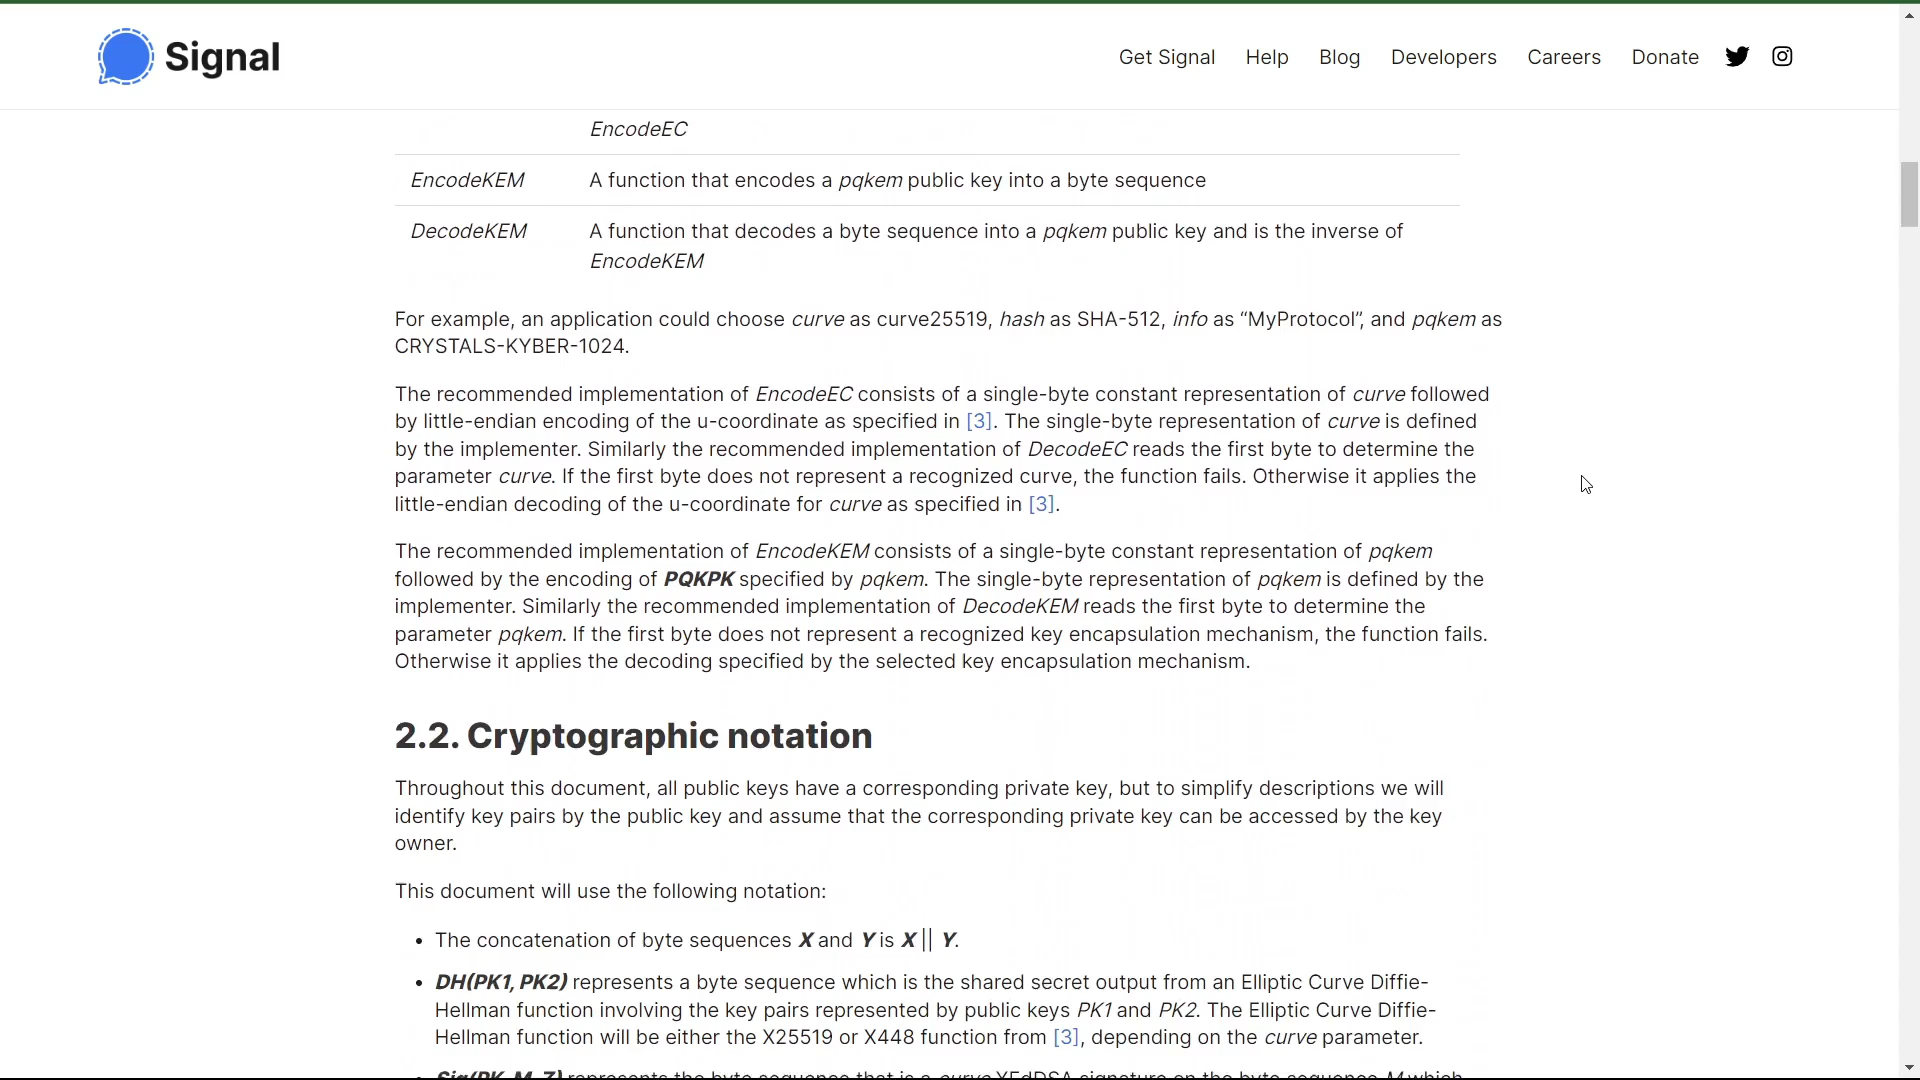 Signal
Get Signal Help Blog Developers Careers Donate
EncodeEC
EncodeKEM A function that encodes a pqkem public key into a byte sequence
DecodeKEM A function that decodes a byte sequence into a pqkem public key and is the inverse of
EncodeKEM
For example, an application could choose curve as curve25519, hash as SHA-512, info as “MyProtocol”, and pqkem as
CRYSTALS-KYBER-1024.
The recommended implementation of EncodeEC consists of a single-byte constant representation of curve followed
by little-endian encoding of the u-coordinate as specified in [3]. The single-byte representation of curve is defined
by the implementer. Similarly the recommended implementation of DecodeEC reads the first byte to determine the
parameter curve. If the first byte does not represent a recognized curve, the function fails. Otherwise it applies the
little-endian decoding of the u-coordinate for curve as specified in [3].
The recommended implementation of EncodeKEM consists of a single-byte constant representation of pqkem
followed by the encoding of PQKPK specified by pqkem. The single-byte representation of pqkem is defined by the
implementer. Similarly the recommended implementation of DecodeKEM reads the first byte to determine the
parameter pqkem. If the first byte does not represent a recognized key encapsulation mechanism, the function fails.
Otherwise it applies the decoding specified by the selected key encapsulation mechanism.
2.2. Cryptographic notation
Throughout this document, all public keys have a corresponding private key, but to simplify descriptions we will
identify key pairs by the public key and assume that the corresponding private key can be accessed by the key
owner.
This document will use the following notation:
• The concatenation of byte sequences X and Y is X || Y.
• DH(PK1, PK2) represents a byte sequence which is the shared secret output from an Elliptic Curve Diffie-
Hellman function involving the key pairs represented by public keys PK1 and PK2. The Elliptic Curve Diffie-
Hellman function will be either the X25519 or X448 function from [3], depending on the curve parameter.
• Sig(PK, M, Z) represents the byte sequence that is a curve XEdDSA signature on the byte sequence M which